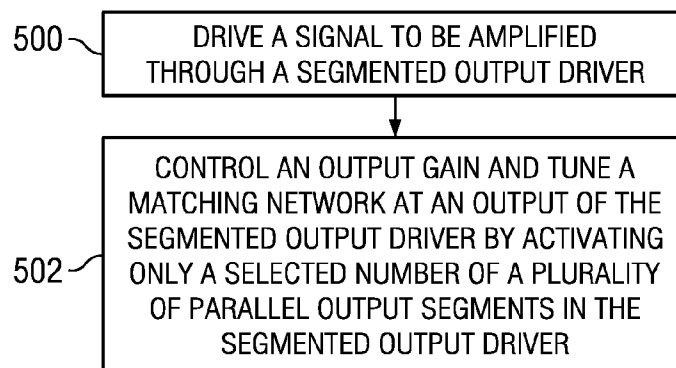 500
DRIVE A SIGNAL TO BE AMPLIFIED
THROUGH A SEGMENTED OUTPUT DRIVER
502
CONTROL AN OUTPUT GAIN AND TUNE A
MATCHING NETWORK AT AN OUTPUT OF THE
SEGMENTED OUTPUT DRIVER BY ACTIVATING
ONLY A SELECTED NUMBER OF A PLURALITY
OF PARALLEL OUTPUT SEGMENTS IN THE
SEGMENTED OUTPUT DRIVER